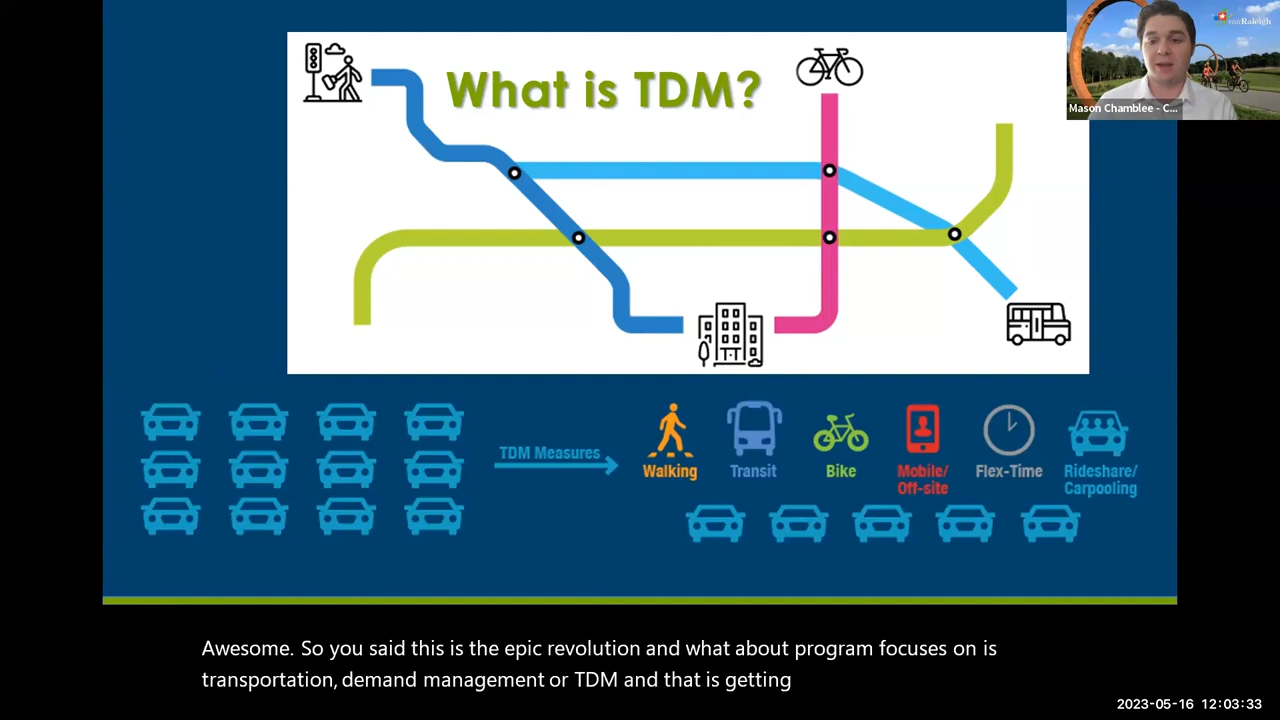 What is TDM?
Raleigh
Mason Chamblee - C...
TDM Measures
Walking
Transit
Bike
Mobile/
Off-site
Flex-Time
Rideshare/
Carpooling
Awesome. So you said this is the epic revolution and what about program focuses on is
transportation, demand management or TDM and that is getting
2023-05-16 12:03:33